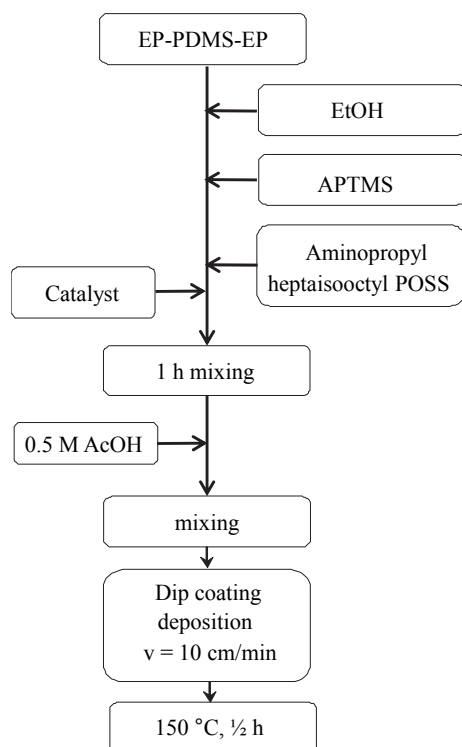 EP-PDMS-EP
EtOH
APTMS
Aminopropyl
heptaisooctyl POSS
Catalyst
1 h mixing
0.5 M AcOH
mixing
Dip coating
deposition
v = 10 cm/min
150 °C, ½ h